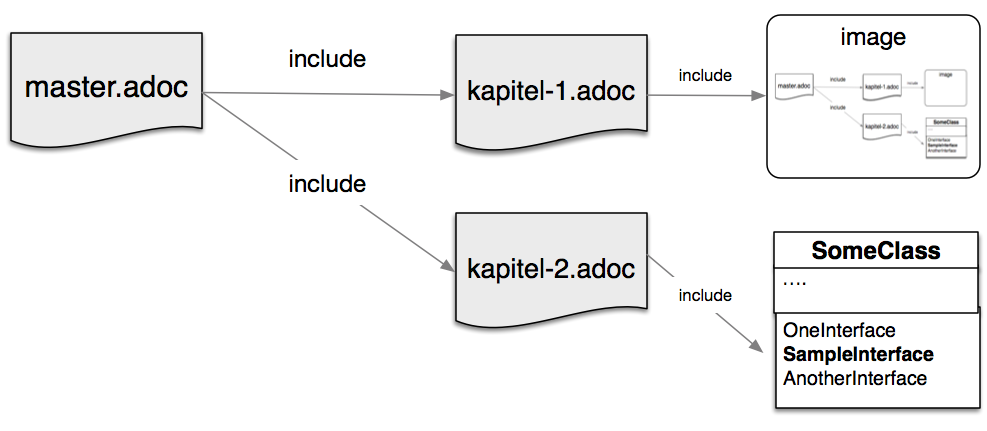 master.adoc
include
kapitel-1.adoc
include
image
master.adoc
include
kapitel-1.adoc
include
image
include
kapitel-2.adoc
include
SomeClass
....
OneInterface
SampleInterface
AnotherInterface
include
kapitel-2.adoc
include
SomeClass
....
OneInterface
SampleInterface
AnotherInterface